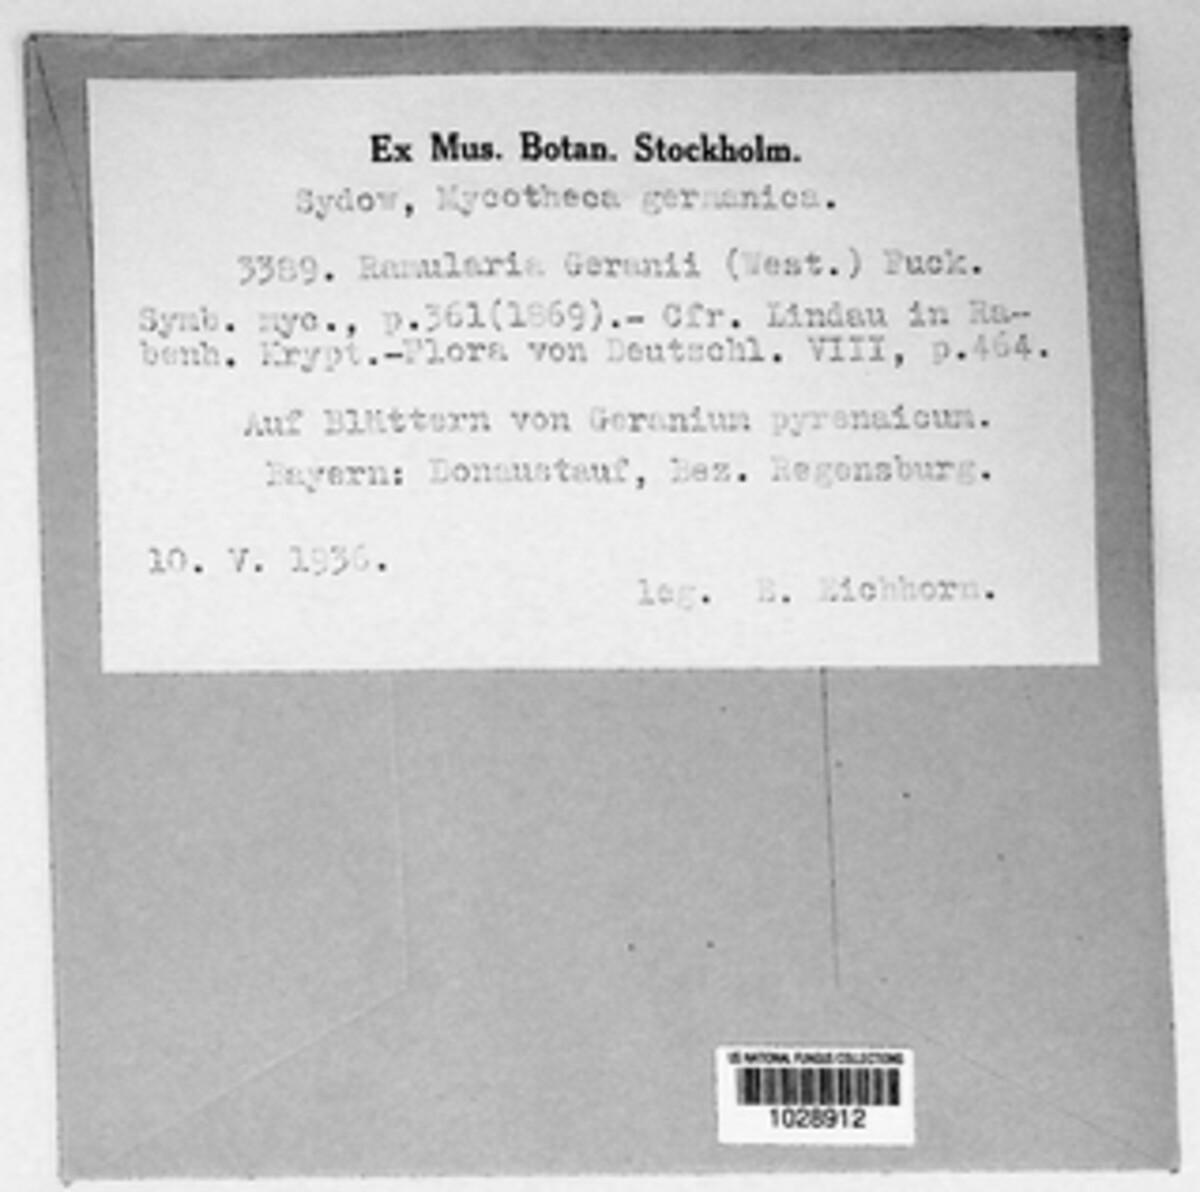 Ex Mus. Botan. Stockholm.
Sydow, Mycotheca germanica.
3389. Ramularia Geranii (West.) Fuck.
Symb. myc., p.361(1869).- Cfr. Lindau in Ra-
benh. Krypt.-Flora von Deutschl. VIII, p.464.
Auf Blättern von Geranium pyrenaicum.
Bayern: Donaustauf, Bez. Regensburg.
10. V. 1936.
leg. E. Eichhorn.
US NATIONAL FUNGUS COLLECTIONS
1028912